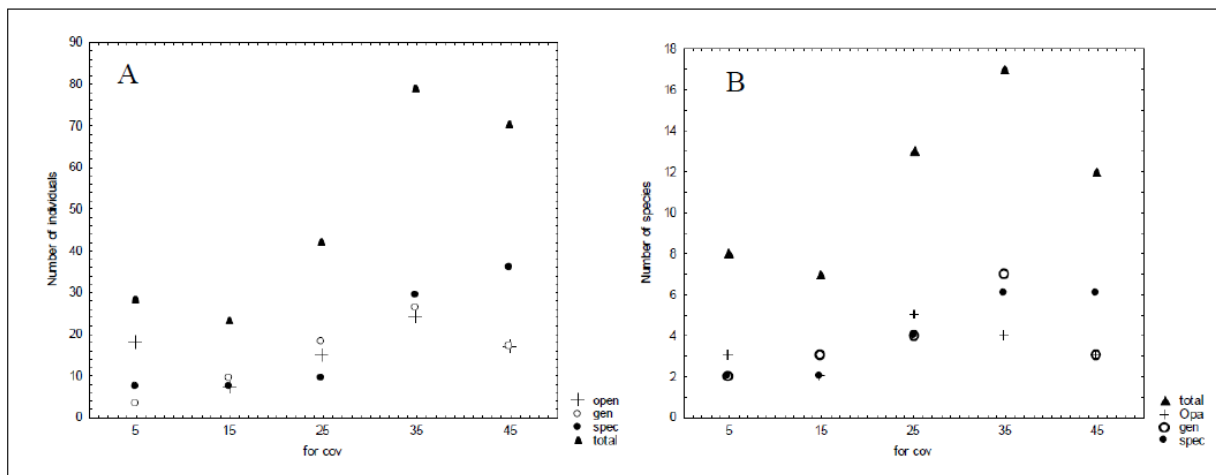 A
Number of individuals
90
80
70
60
50
40
30
20
10
0
5 15 25 35 45
for cov
open
gen
spec
total
B
Number of species
18
16
14
12
10
8
6
4
2
0
5 15 25 35 45
for cov
total
Opa
gen
spec